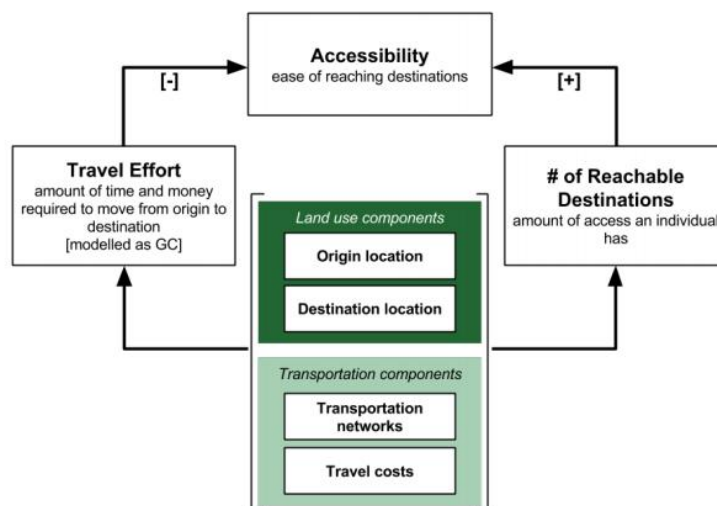 Accessibility
ease of reaching destinations
[-]
[+]
Travel Effort
amount of time and money
required to move from origin to
destination
[modelled as GC]
# of Reachable
Destinations
amount of access an individual
has
Land use components
Origin location
Destination location
Transportation components
Transportation
networks
Travel costs